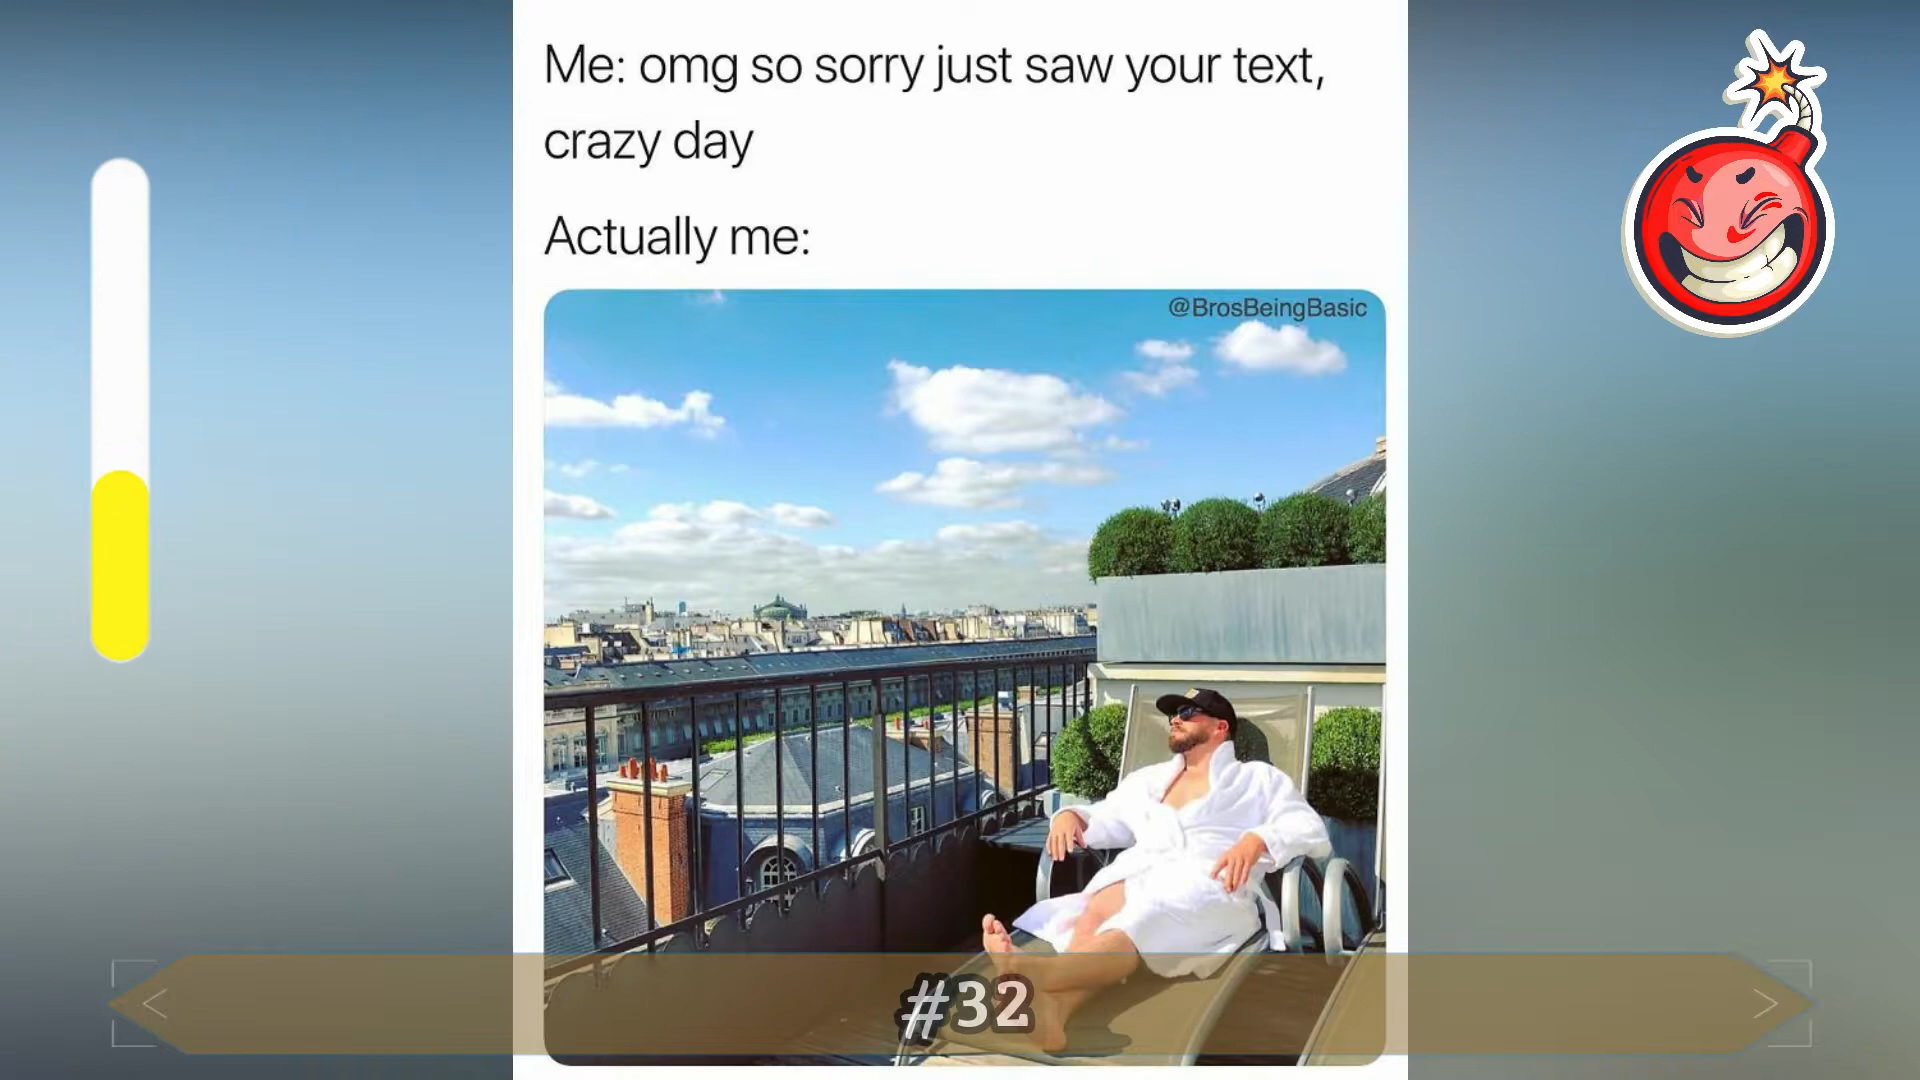 Me: omg so sorry just saw your text,
crazy day
Actually me:
@BrosBeingBasic
#32